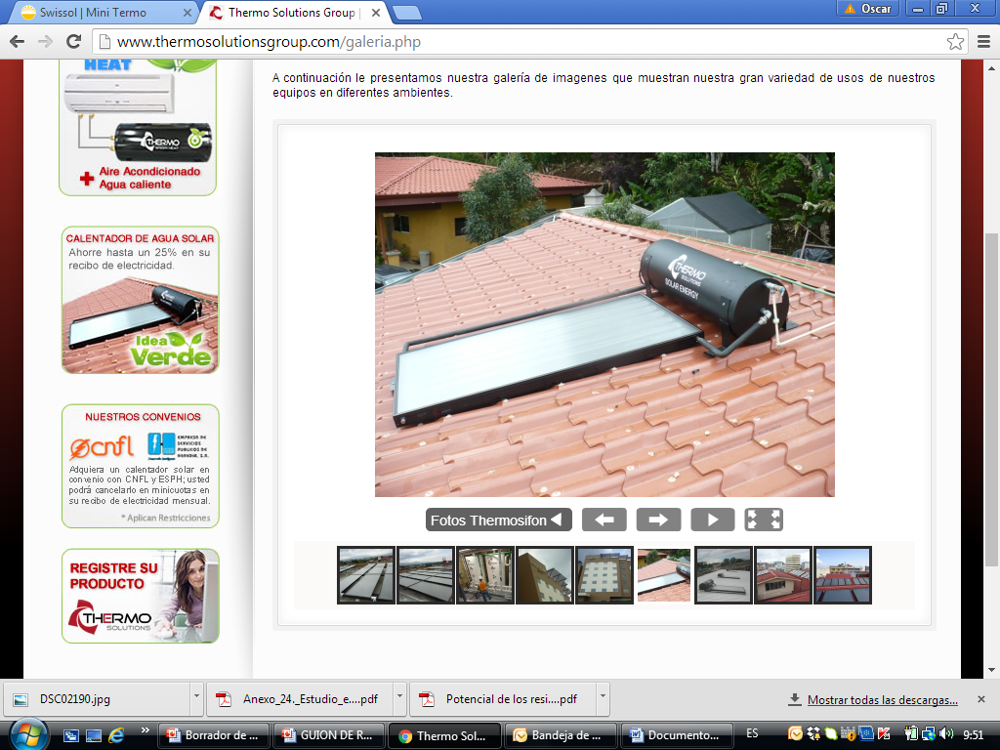 Swissol | Mini Termo
Thermo Solutions Group |
Oscar
www.thermosolutionsgroup.com/galeria.php
HEAT
THERMO
Aire Acondicionado
Agua caliente
CALENTADOR DE AGUA SOLAR
Ahorre hasta un 25% en su
recibo de electricidad.
Idea
Verde
NUESTROS CONVENIOS
cnfl
EMPRESA DE
SERVICIOS
PUBLICOS DE
HEREDIA, S.A.
Adquiera un calentador solar en
convenio con CNFL y ESPH; usted
podrá cancelarlo en minicuotas en
su recibo de electricidad mensual.
* Aplican Restricciones
REGISTRE SU
PRODUCTO
THERMO
SOLUTIONS
A continuación le presentamos nuestra galería de imagenes que muestran nuestra gran variedad de usos de nuestros
equipos en diferentes ambientes.
THERMO
SOLUTIONS
SOLAR ENERGY
Fotos Thermosifon
DSC02190.jpg
Anexo_24._Estudio_e....pdf
Potencial de los resi....pdf
Mostrar todas las descargas...
Borrador de ...
GUION DE R...
Thermo Sol...
Bandeja de ...
Documento...
ES
9:51